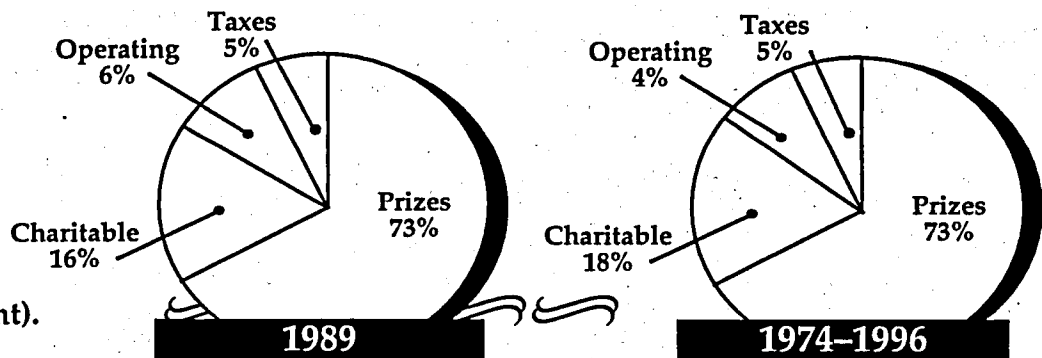 Taxes
5%
Operating
6%
Prizes
73%
Charitable
16%
1989
Taxes
5%
Operating
4%
Prizes
73%
Charitable
18%
1974–1996
nt).